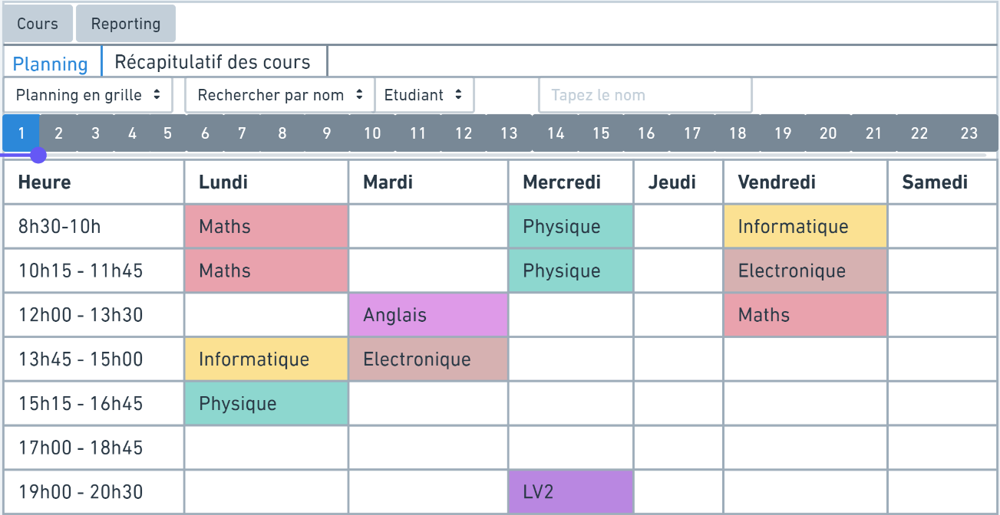 Cours Reporting
Planning Récapitulatif des cours
Planning en grille Rechercher par nom Etudiant Tapez le nom
1 2 3 4 5 6 7 8 9 10 11 12 13 14 15 16 17 18 19 20 21 22 23
Heure Lundi Mardi Mercredi Jeudi Vendredi Samedi
8h30-10h Maths Physique Informatique
10h15 - 11h45 Maths Physique Electronique
12h00 - 13h30 Anglais Maths
13h45 - 15h00 Informatique Electronique
15h15 - 16h45 Physique
17h00 - 18h45
19h00 - 20h30 LV2